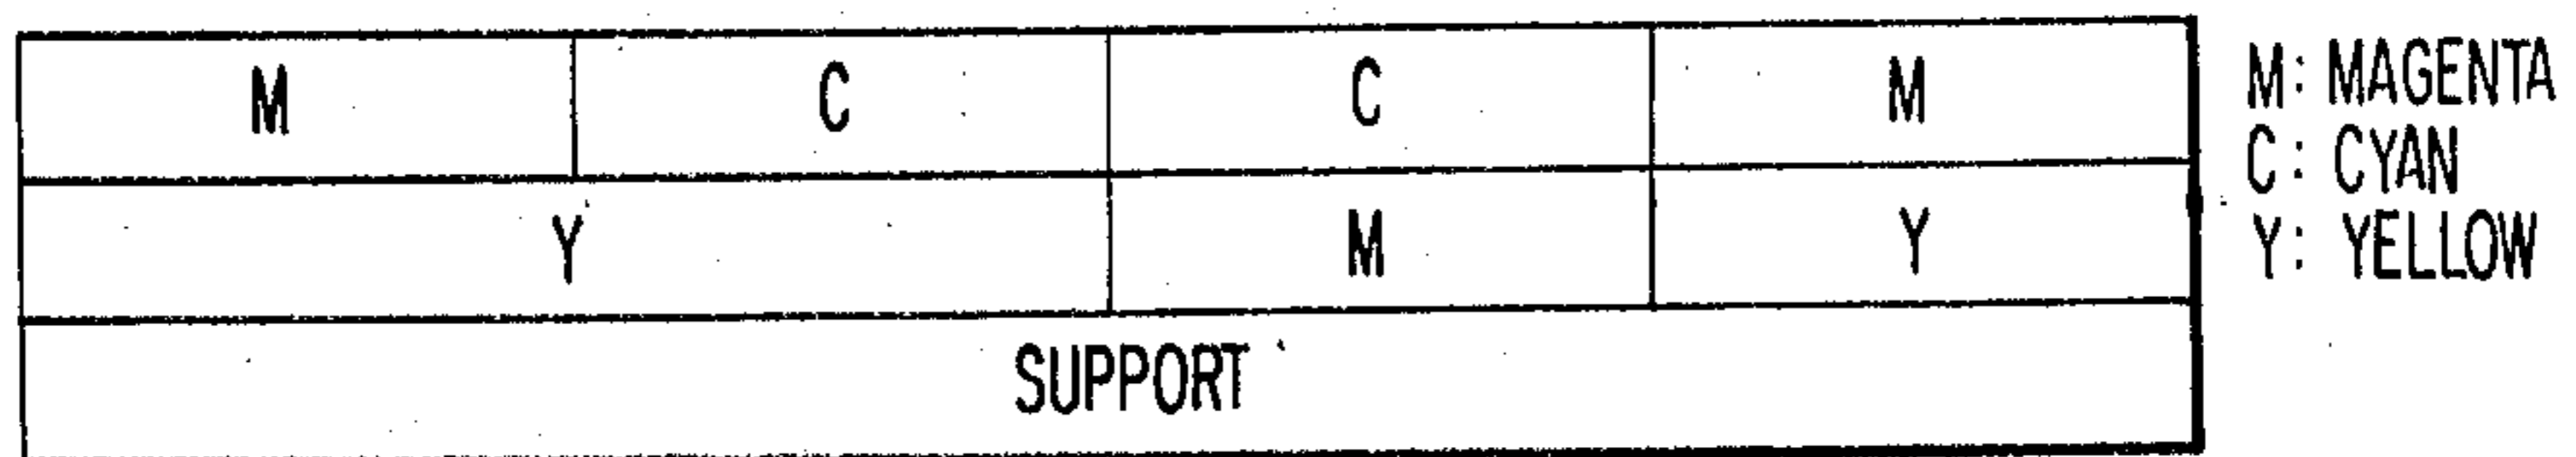 M C C M
Y M Y
SUPPORT
M: MAGENTA
C: CYAN
Y: YELLOW